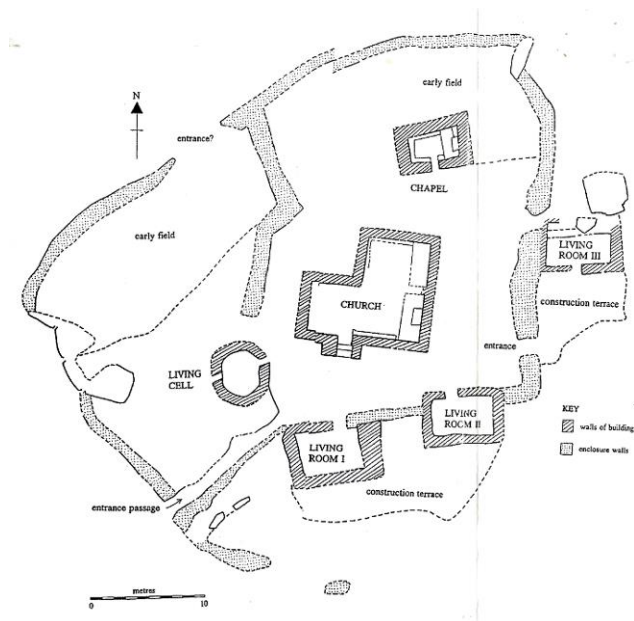 early field
N
entrance?
CHAPEL
early field
LIVING
ROOM III
CHURCH
construction terrace
entrance
LIVING
CELL
KEY
LIVING
ROOM II
walls of building
LIVING
ROOM I
enclosure walls
construction terrace
entrance passage
metres
0 10